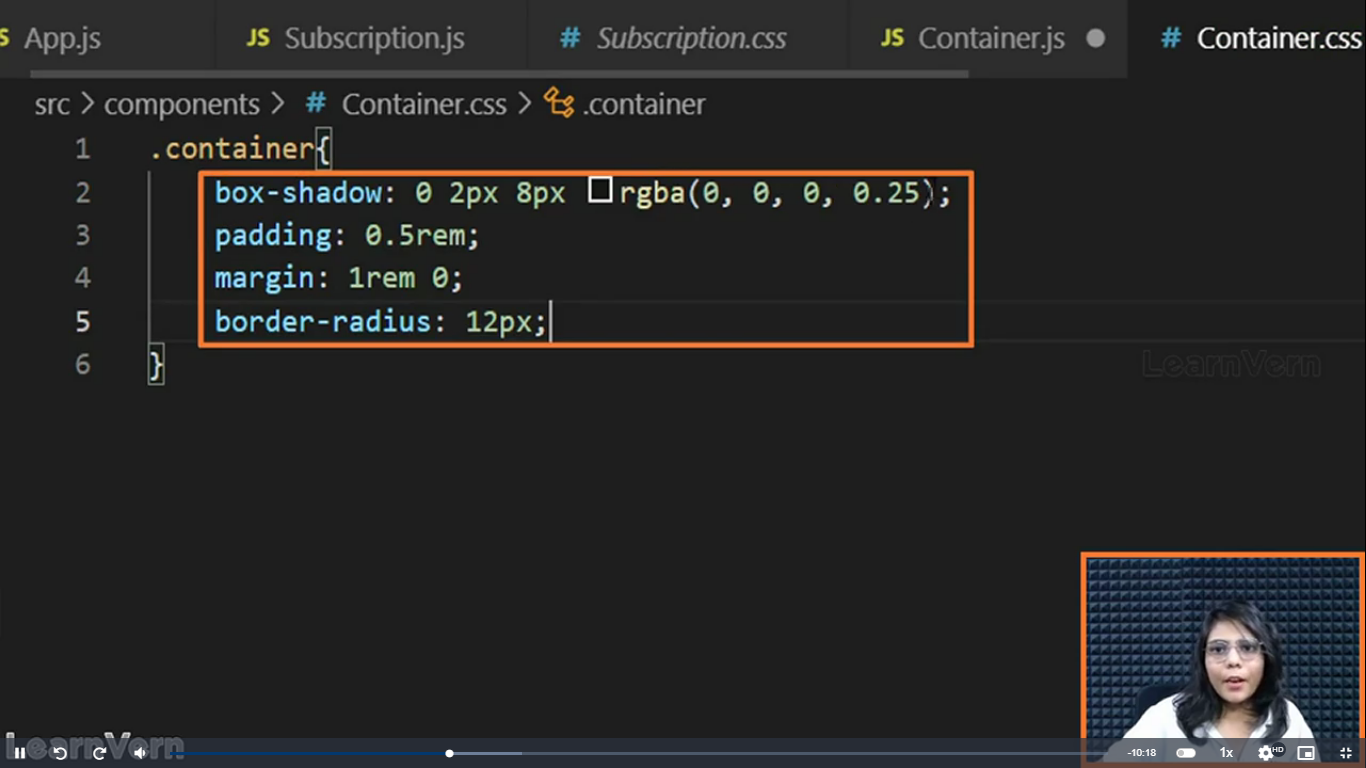 S App.js JS Subscription.js # Subscription.css JS Container.js # Container.css
src > components > # Container.css > .container
1 .container{
2 box-shadow: 0 2px 8px rgba(0, 0, 0, 0.25);
3 padding: 0.5rem;
4 margin: 1rem 0;
5 border-radius: 12px;
6 }
LearnVern
LearnVern
-10:18 1x HD